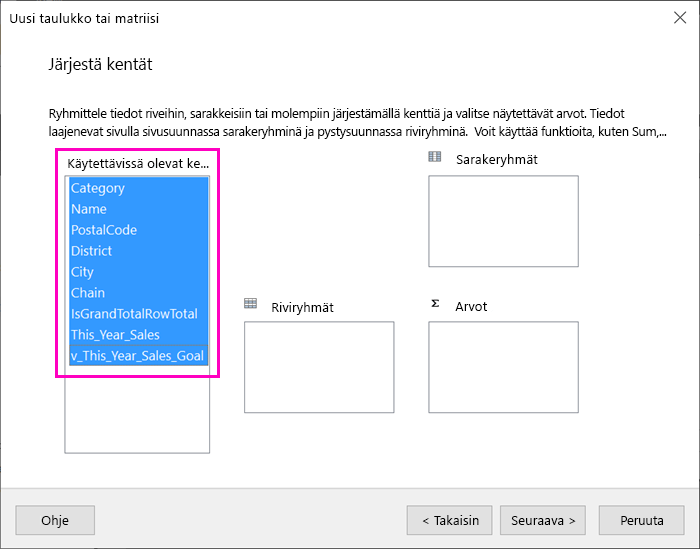 Uusi taulukko tai matriisi
Järjestä kentät
Ryhmittele tiedot riveihin, sarakkeisiin tai molempiin järjestämällä kenttiä ja valitse näytettävät arvot. Tiedot
laajenevat sivulla sivusuunnassa sarakeryhminä ja pystysuunnassa riviryhminä. Voit käyttää funktioita, kuten Sum,...
Käytettävissä olevat ke...
Category
Name
PostalCode
District
City
Chain
IsGrandTotalRowTotal
This_Year_Sales
v_This_Year_Sales_Goal
Sarakeryhmät
Riviryhmät
Σ Arvot
Ohje
< Takaisin
Seuraava >
Peruuta